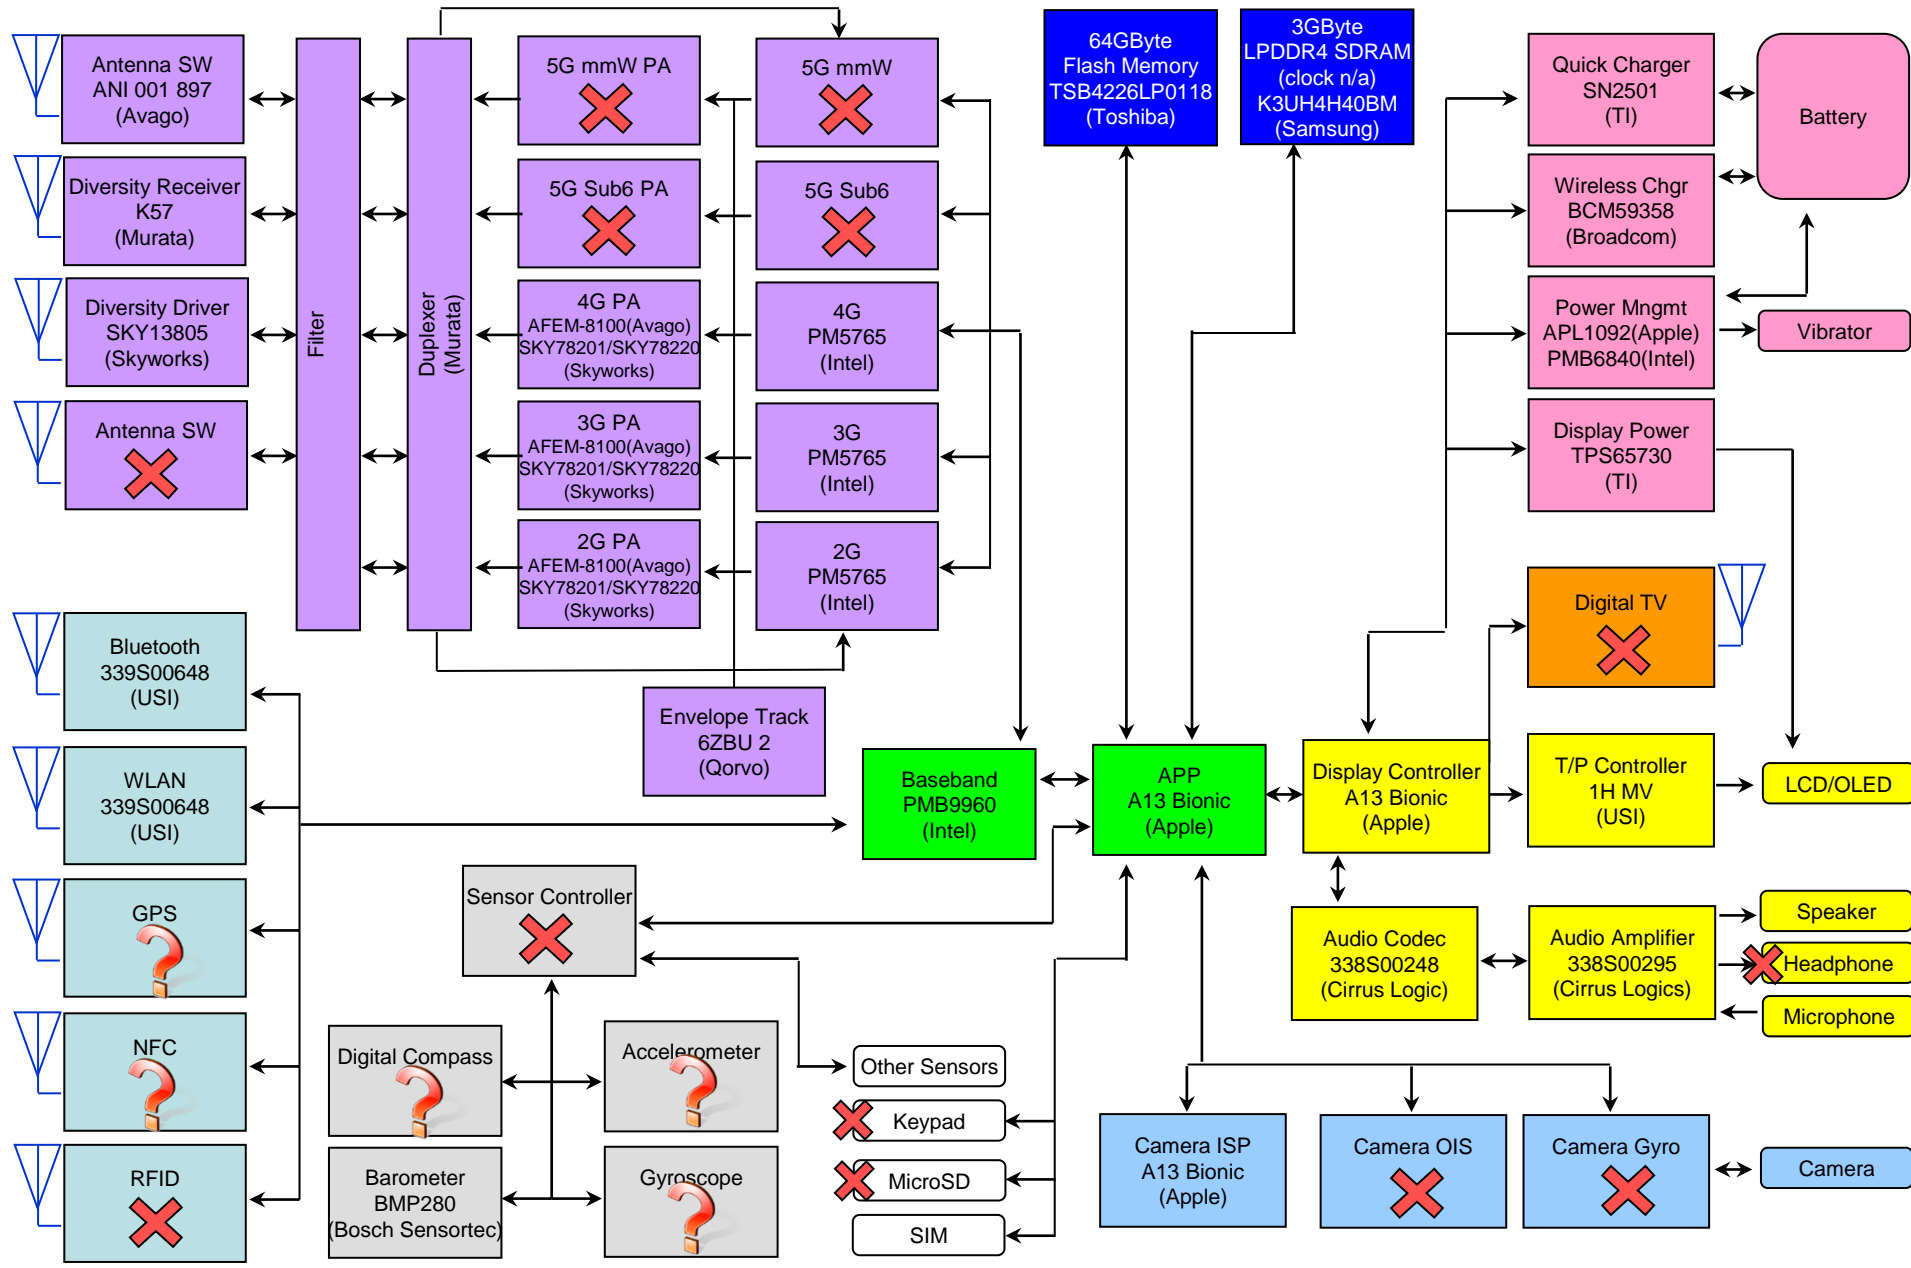 Antenna SW
ANI 001 897
(Avago)
Diversity Receiver
K57
(Murata)
Diversity Driver
SKY13805
(Skyworks)
Antenna SW
Filter
Duplexer
(Murata)
5G mmW PA
5G Sub6 PA
4G PA
AFEM-8100(Avago)
SKY78201/SKY78220
(Skyworks)
3G PA
AFEM-8100(Avago)
SKY78201/SKY78220
(Skyworks)
2G PA
AFEM-8100(Avago)
SKY78201/SKY78220
(Skyworks)
5G mmW
5G Sub6
4G
PM5765
(Intel)
3G
PM5765
(Intel)
2G
PM5765
(Intel)
Envelope Track
6ZBU 2
(Qorvo)
64GByte
Flash Memory
TSB4226LP0118
(Toshiba)
3GByte
LPDDR4 SDRAM
(clock n/a)
K3UH4H40BM
(Samsung)
Quick Charger
SN2501
(TI)
Battery
Wireless Chgr
BCM59358
(Broadcom)
Power Mngmt
APL1092(Apple)
PMB6840(Intel)
Vibrator
Display Power
TPS65730
(TI)
Digital TV
Bluetooth
339S00648
(USI)
WLAN
339S00648
(USI)
GPS
NFC
RFID
Baseband
PMB9960
(Intel)
APP
A13 Bionic
(Apple)
Display Controller
A13 Bionic
(Apple)
T/P Controller
1H MV
(USI)
LCD/OLED
Sensor Controller
Digital Compass
Accelerometer
Barometer
BMP280
(Bosch Sensortec)
Gyroscope
Other Sensors
Keypad
MicroSD
SIM
Audio Codec
338S00248
(Cirrus Logic)
Audio Amplifier
338S00295
(Cirrus Logics)
Speaker
Headphone
Microphone
Camera ISP
A13 Bionic
(Apple)
Camera OIS
Camera Gyro
Camera